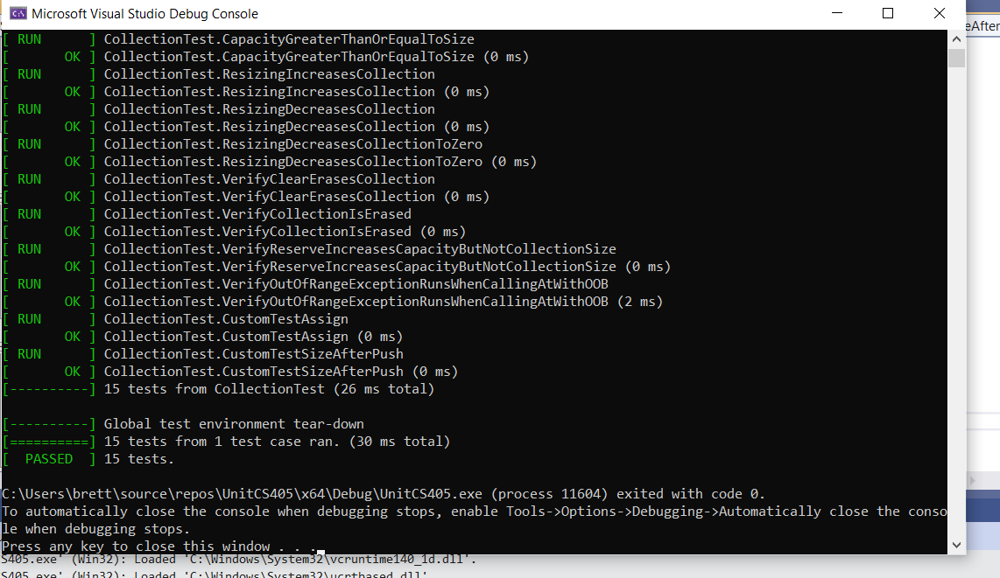 Microsoft Visual Studio Debug Console
eAfter
[ RUN      ] CollectionTest.CapacityGreaterThanOrEqualToSize
[       OK ] CollectionTest.CapacityGreaterThanOrEqualToSize (0 ms)
[ RUN      ] CollectionTest.ResizingIncreasesCollection
[       OK ] CollectionTest.ResizingIncreasesCollection (0 ms)
[ RUN      ] CollectionTest.ResizingDecreasesCollection
[       OK ] CollectionTest.ResizingDecreasesCollection (0 ms)
[ RUN      ] CollectionTest.ResizingDecreasesCollectionToZero
[       OK ] CollectionTest.ResizingDecreasesCollectionToZero (0 ms)
[ RUN      ] CollectionTest.VerifyClearErasesCollection
[       OK ] CollectionTest.VerifyClearErasesCollection (0 ms)
[ RUN      ] CollectionTest.VerifyCollectionIsErased
[       OK ] CollectionTest.VerifyCollectionIsErased (0 ms)
[ RUN      ] CollectionTest.VerifyReserveIncreasesCapacityButNotCollectionSize
[       OK ] CollectionTest.VerifyReserveIncreasesCapacityButNotCollectionSize (0 ms)
[ RUN      ] CollectionTest.VerifyOutOfRangeExceptionRunsWhenCallingAtWithOOB
[       OK ] CollectionTest.VerifyOutOfRangeExceptionRunsWhenCallingAtWithOOB (2 ms)
[ RUN      ] CollectionTest.CustomTestAssign
[       OK ] CollectionTest.CustomTestAssign (0 ms)
[ RUN      ] CollectionTest.CustomTestSizeAfterPush
[       OK ] CollectionTest.CustomTestSizeAfterPush (0 ms)
[----------] 15 tests from CollectionTest (26 ms total)
[----------] Global test environment tear-down
[==========] 15 tests from 1 test case ran. (30 ms total)
[  PASSED  ] 15 tests.
C:\Users\brett\source\repos\UnitCS405\x64\Debug\UnitCS405.exe (process 11604) exited with code 0.
To automatically close the console when debugging stops, enable Tools->Options->Debugging->Automatically close the conso
le when debugging stops.
Press any key to close this window . . .
S405.exe' (Win32): Loaded 'C:\Windows\System32\vcruntime140_1d.dll'.
S405.exe' (Win32): Loaded 'C:\Windows\System32\ucrtbased.dll'